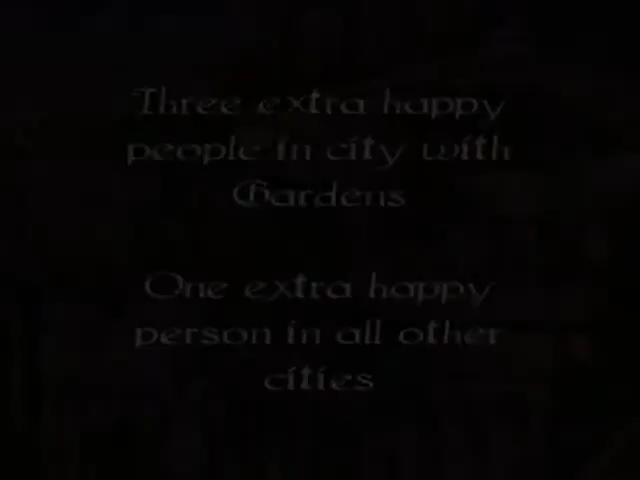 Three extra happy
people in city with
Gardens
One extra happy
person in all other
cities